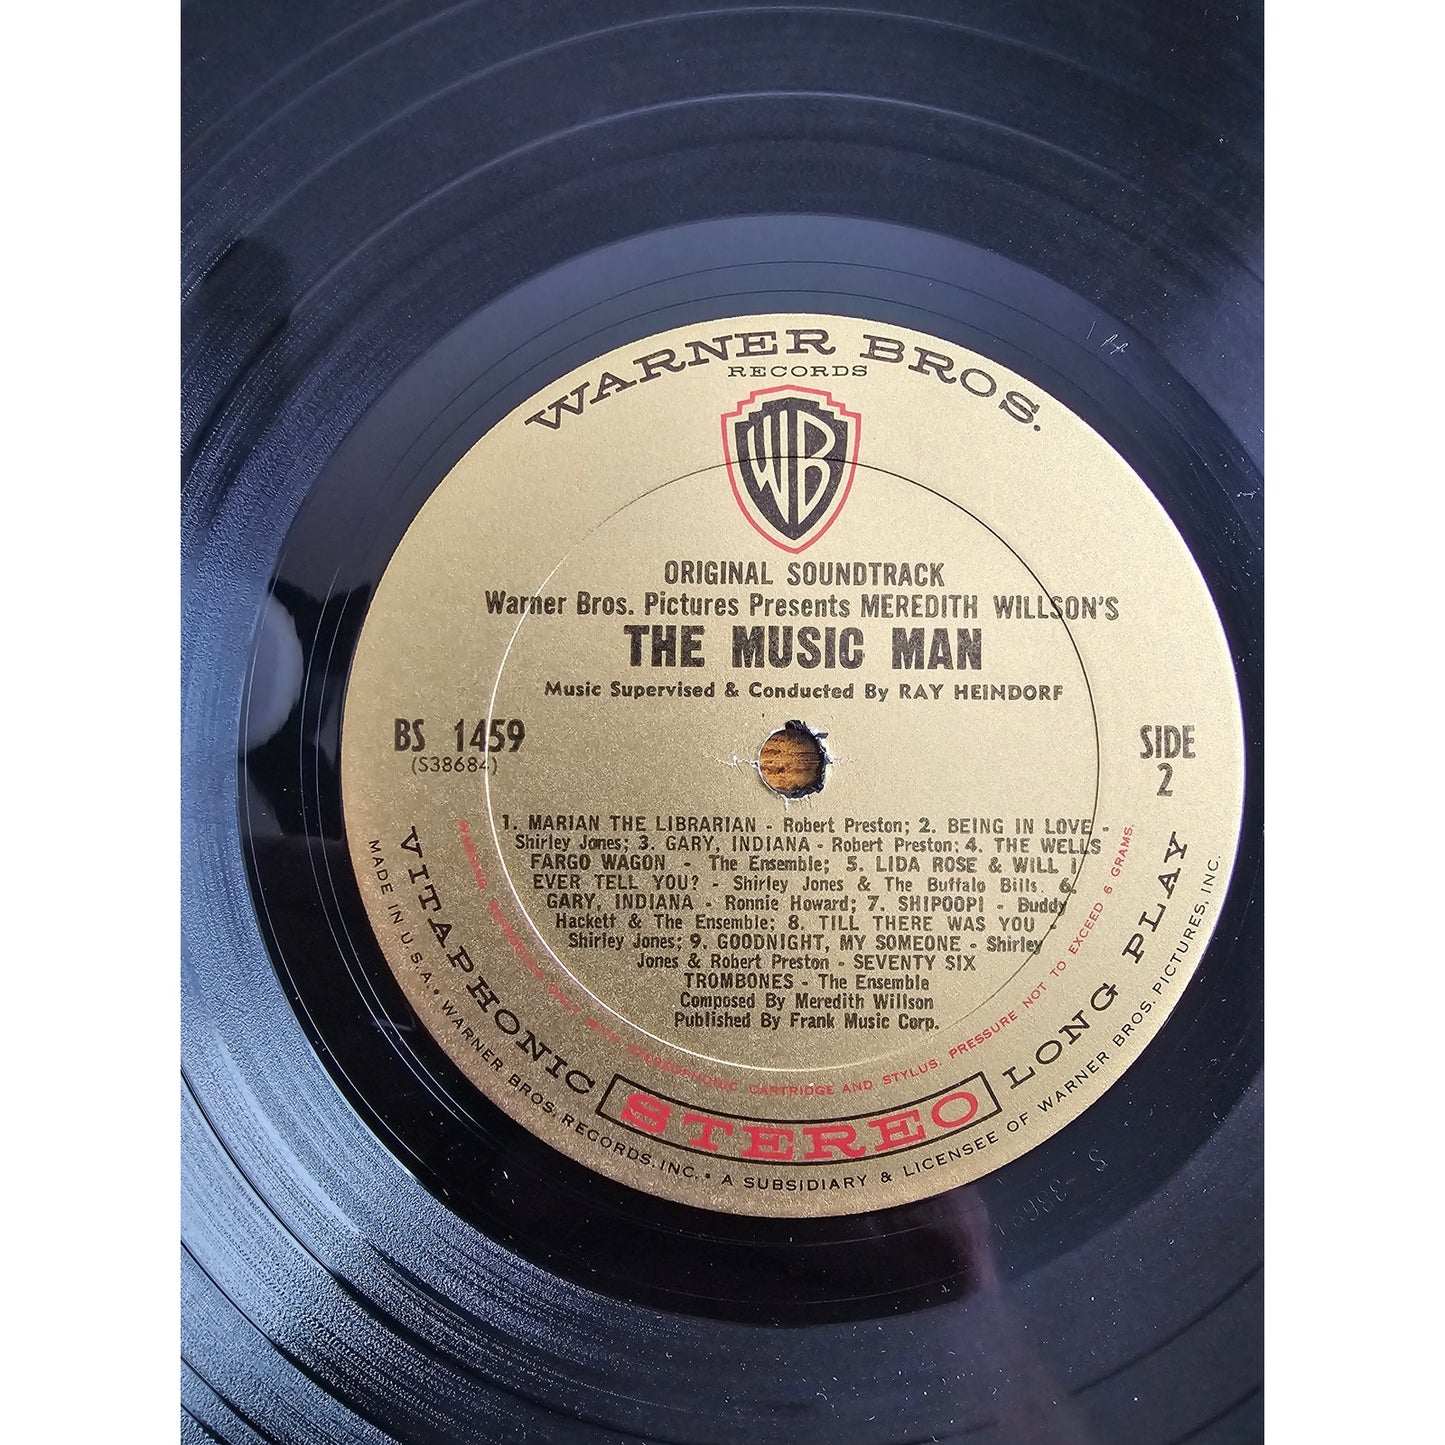 WARNER BROS.
RECORDS
WB
ORIGINAL SOUNDTRACK
Warner Bros. Pictures Presents MEREDITH WILLSON'S
THE MUSIC MAN
Music Supervised & Conducted By RAY HEINDORF
BS 1459
(S38684)
SIDE
2
1. MARIAN THE LIBRARIAN - Robert Preston; 2. BEING IN LOVE -
Shirley Jones; 3. GARY, INDIANA - Robert Preston; 4. THE WELLS
FARGO WAGON - The Ensemble; 5. LIDA ROSE & WILL I
EVER TELL YOU? - Shirley Jones & The Buffalo Bills. 6.
GARY, INDIANA - Ronnie Howard; 7. SHIPOOPI - Buddy
Hackett & The Ensemble; 8. TILL THERE WAS YOU -
Shirley Jones; 9. GOODNIGHT, MY SOMEONE - Shirley
Jones & Robert Preston - SEVENTY SIX
TROMBONES - The Ensemble
Composed By Meredith Willson
Published By Frank Music Corp.
STEREOPHONIC CARTRIDGE AND STYLUS. PRESSURE NOT TO EXCEED 6 GRAMS.
VITAPHONIC STEREO LONG PLAY
MADE IN U.S.A. • WARNER BROS. RECORDS, INC. • A SUBSIDIARY & LICENSEE OF WARNER BROS. PICTURES, INC.